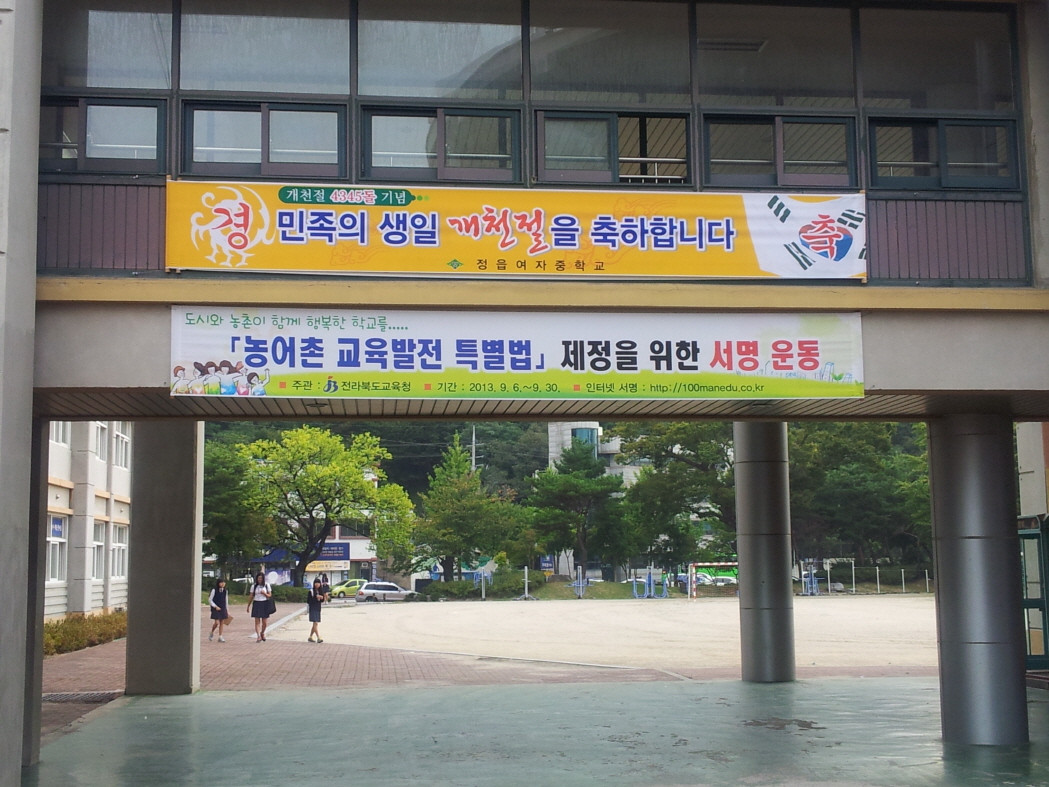 개천절 4345돌 기념
경 민족의 생일 개천절을 축하합니다 축
정읍여자중학교
도시와 농촌이 함께 행복한 학교를.....
「농어촌 교육발전 특별법」 제정을 위한 서명 운동
■ 주관 : 전라북도교육청 ■ 기간 : 2013. 9. 6.~9. 30. ■ 인터넷 서명 : http://100manedu.co.kr